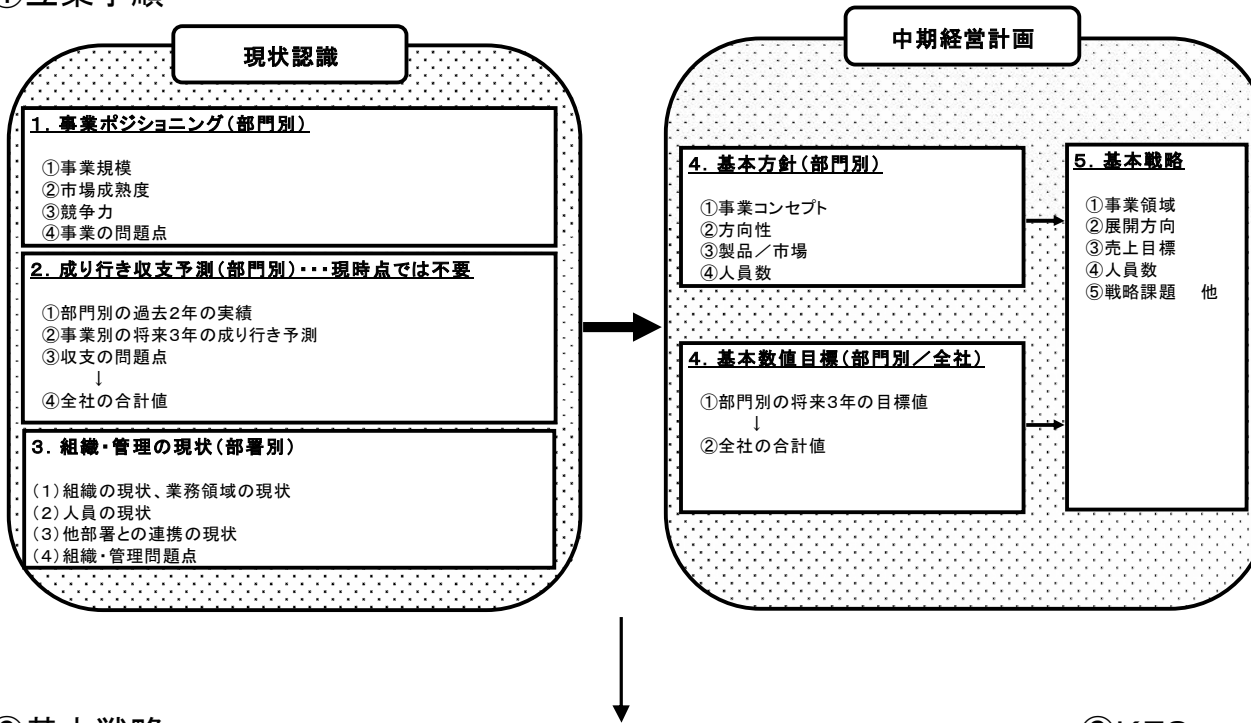 現状認識
1．事業ポジショニング（部門別）
①事業規模
②市場成熟度
③競争力
④事業の問題点
2．成り行き収支予測（部門別）・・・現時点では不要
①部門別の過去2年の実績
②事業別の将来3年の成り行き予測
③収支の問題点
↓
④全社の合計値
3．組織・管理の現状（部署別）
（1）組織の現状、業務領域の現状
（2）人員の現状
（3）他部署との連携の現状
（4）組織・管理問題点
中期経営計画
4．基本方針（部門別）
①事業コンセプト
②方向性
③製品／市場
④人員数
4．基本数値目標（部門別／全社）
①部門別の将来3年の目標値
↓
②全社の合計値
5．基本戦略
①事業領域
②展開方向
③売上目標
④人員数
⑤戦略課題　他